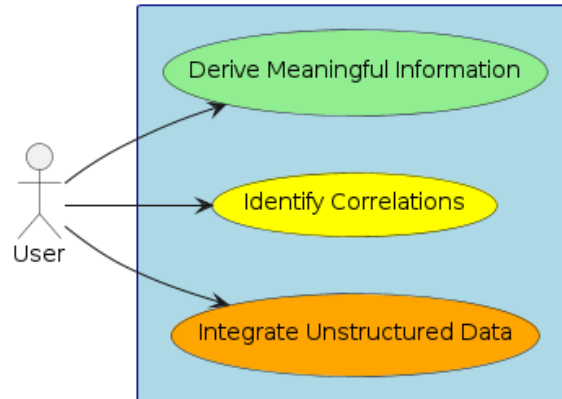 Derive Meaningful Information
Identify Correlations
User
Integrate Unstructured Data